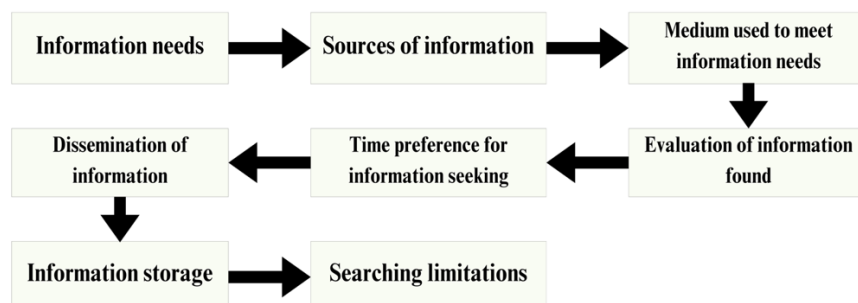 Information needs
Sources of information
Medium used to meet
information needs
Evaluation of information
found
Time preference for
information seeking
Dissemination of
information
Information storage
Searching limitations